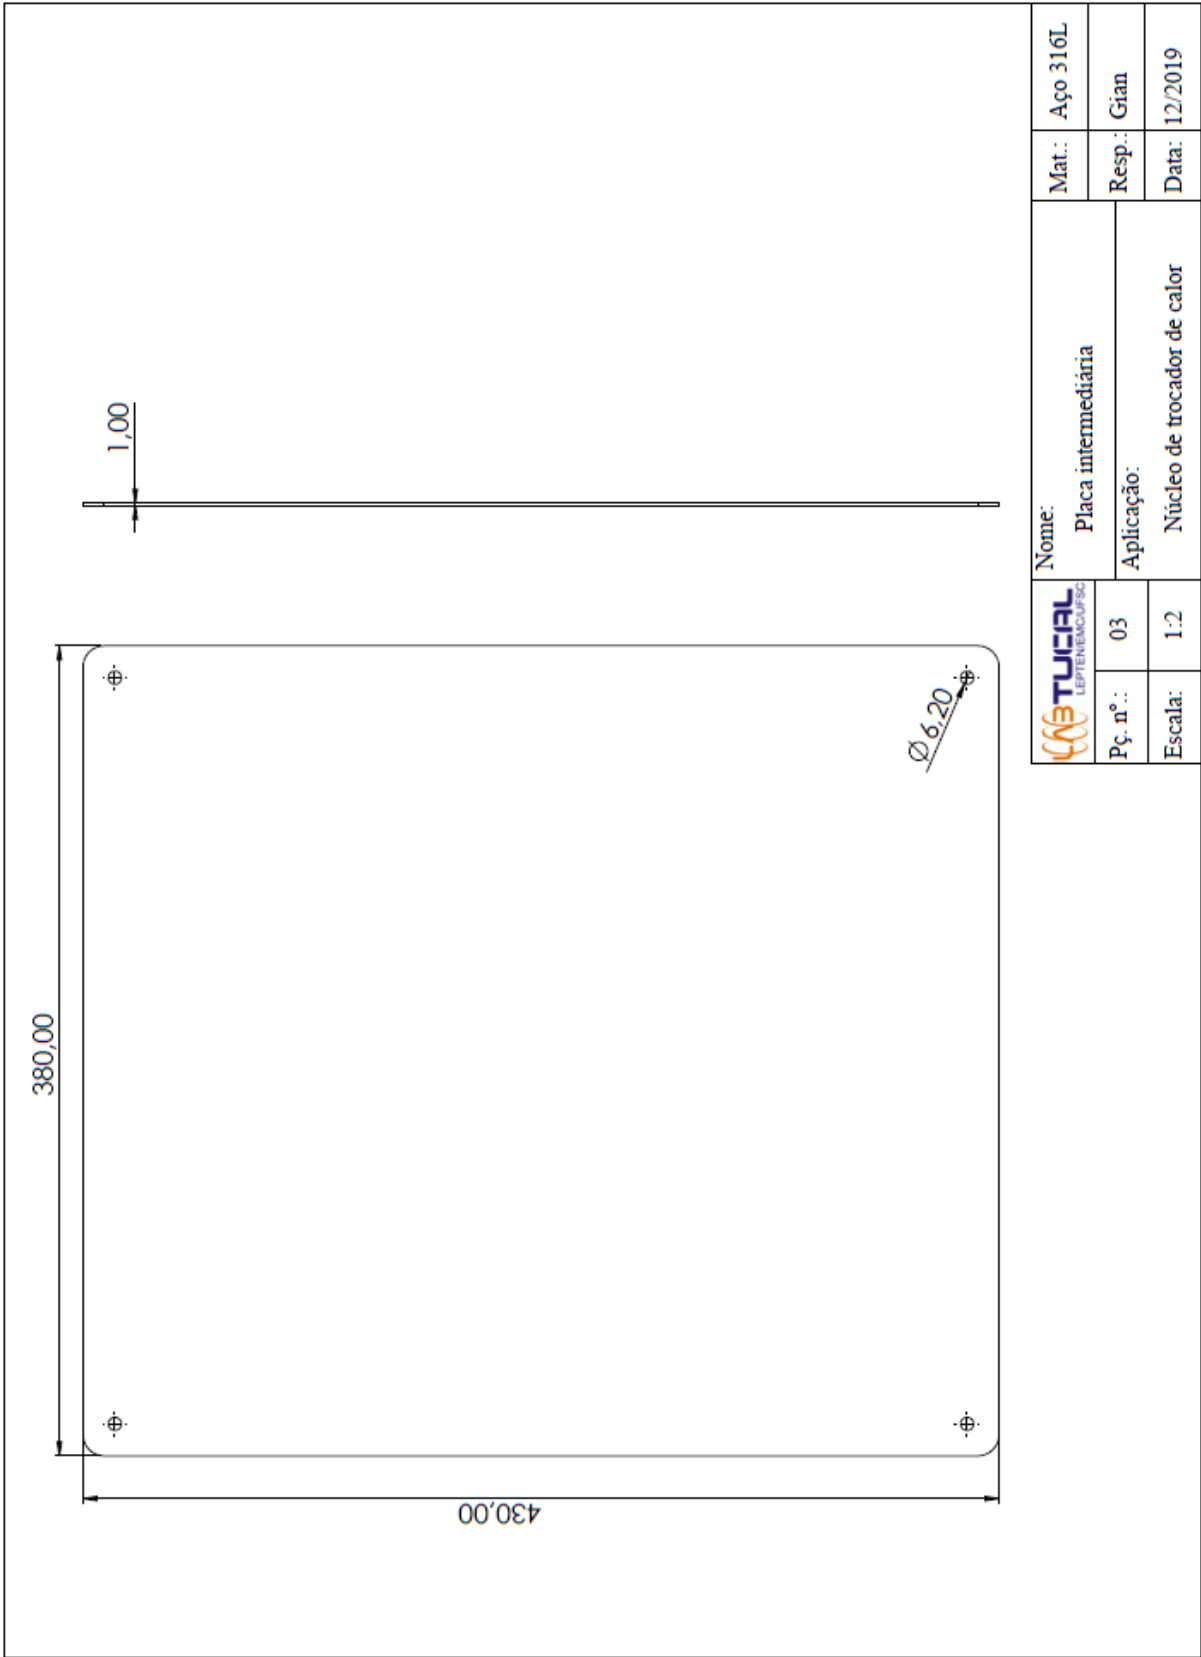 380,00
430,00
1,00
Ø 6,20
LABTUCAL
LEPTEN/EMC/UFSC
Nome:
Placa intermediária
Mat.: Aço 316L
Pç. nº.: 03
Aplicação:
Núcleo de trocador de calor
Resp.: Gian
Escala: 1:2
Data: 12/2019